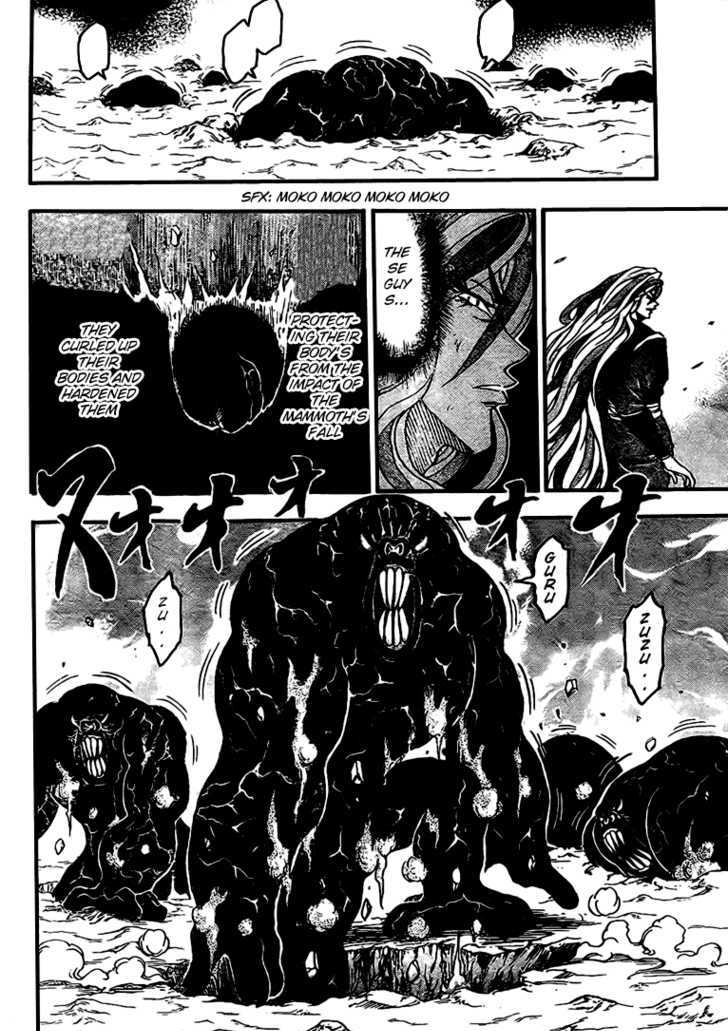 SFX: MOKO MOKO MOKO MOKO
THE
SE
GUY
S...
PROTECT-
ING THEIR
BODY'S
FROM THE
IMPACT OF
THE
MAMMOTH'S
FALL
THEY
CURLED UP
THEIR
BODIES AND
HARDENED
THEM
ヌオオオオオ
GURU
ZUZU.
ZU.